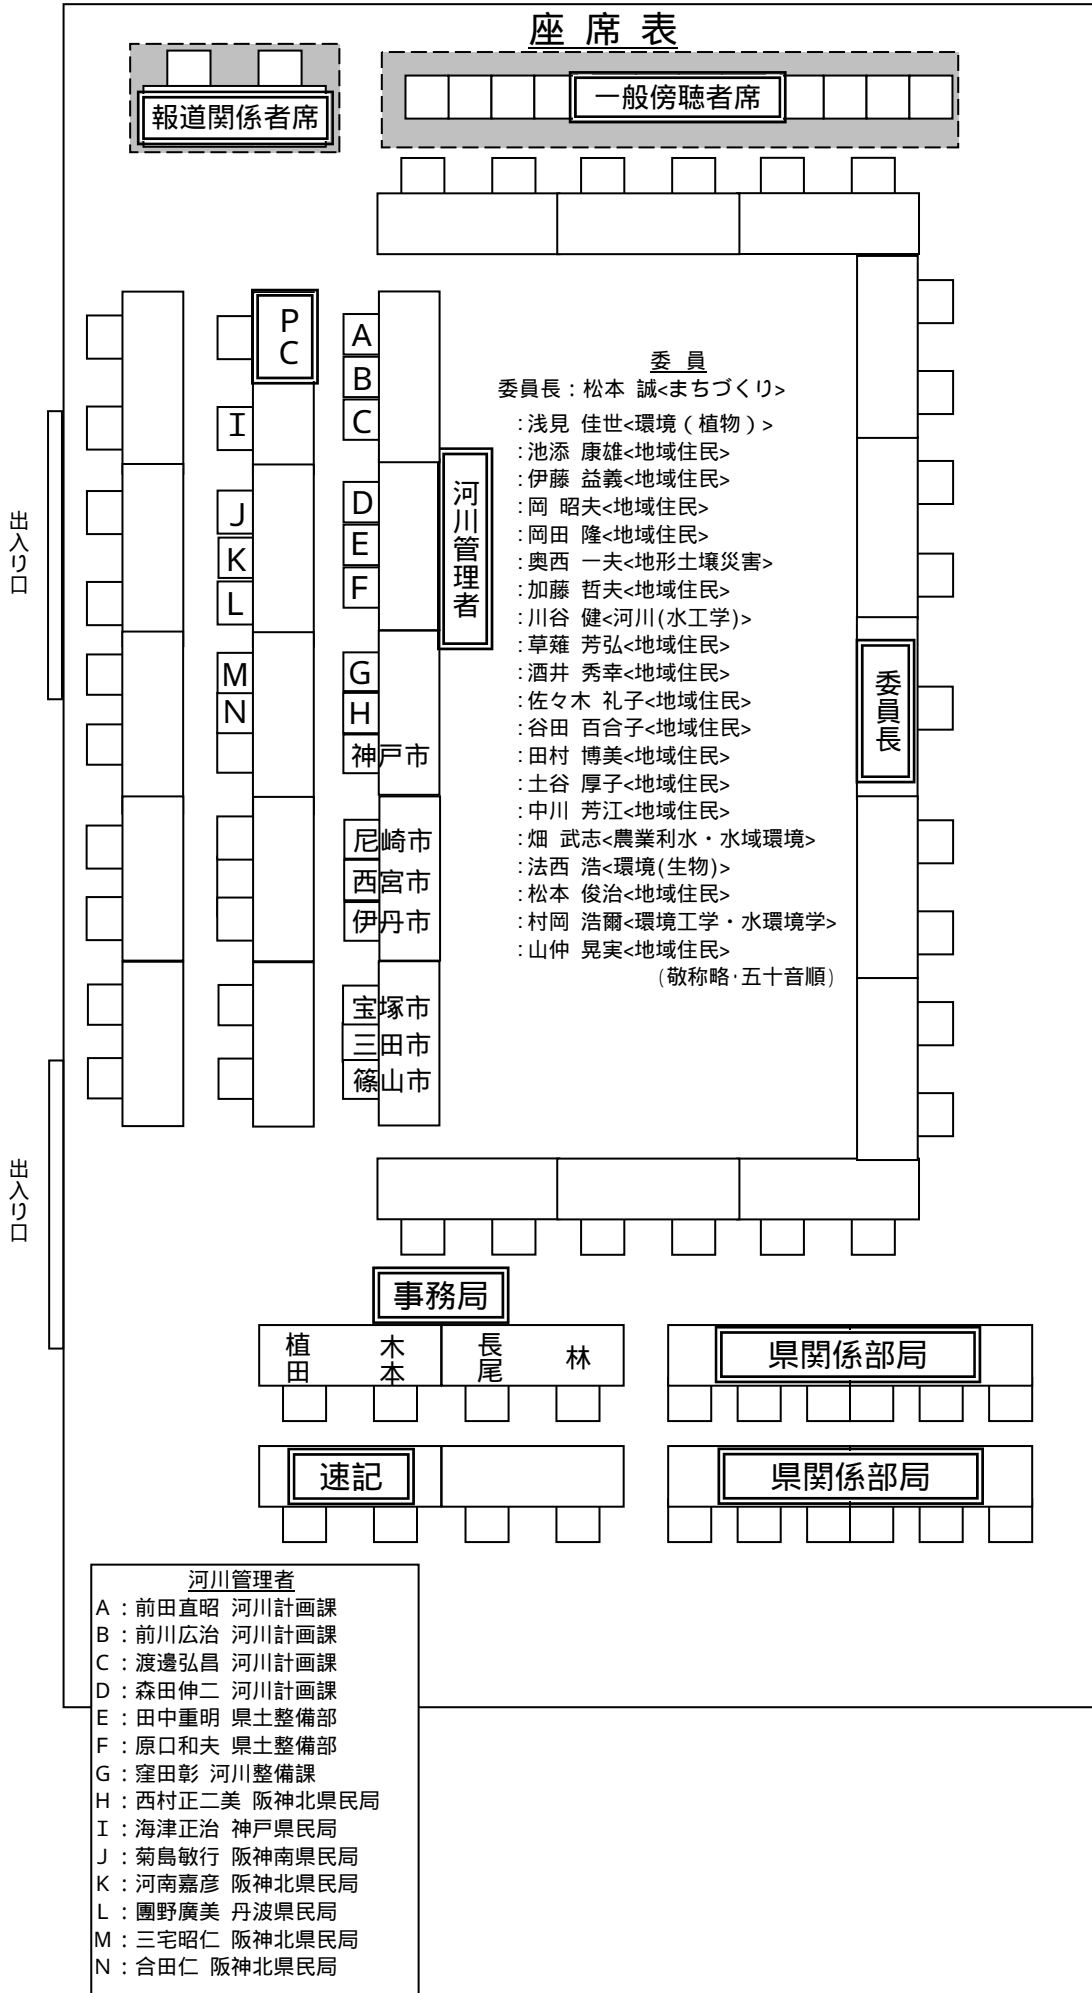 座 席 表
報道関係者席
一般傍聴者席
PC
A
B
C
I
D
E
F
J
K
L
G
H
M
N
神戸市
尼崎市
西宮市
伊丹市
宝塚市
三田市
篠山市
河川管理者
委員長
出入り口
出入り口
委 員
委員長：松本 誠<まちづくり>
：浅見 佳世<環境（植物）>
：池添 康雄<地域住民>
：伊藤 益義<地域住民>
：岡 昭夫<地域住民>
：岡田 隆<地域住民>
：奥西 一夫<地形土壌災害>
：加藤 哲夫<地域住民>
：川谷 健<河川(水工学)>
：草薙 芳弘<地域住民>
：酒井 秀幸<地域住民>
：佐々木 礼子<地域住民>
：谷田 百合子<地域住民>
：田村 博美<地域住民>
：土谷 厚子<地域住民>
：中川 芳江<地域住民>
：畑 武志<農業利水・水域環境>
：法西 浩<環境(生物)>
：松本 俊治<地域住民>
：村岡 浩爾<環境工学・水環境学>
：山仲 晃実<地域住民>
（敬称略・五十音順）
事務局
植田
木本
長尾
林
県関係部局
速記
県関係部局
河川管理者
A：前田直昭 河川計画課
B：前川広治 河川計画課
C：渡邊弘昌 河川計画課
D：森田伸二 河川計画課
E：田中重明 県土整備部
F：原口和夫 県土整備部
G：窪田彰 河川整備課
H：西村正二美 阪神北県民局
I：海津正治 神戸県民局
J：菊島敏行 阪神南県民局
K：河南嘉彦 阪神北県民局
L：團野廣美 丹波県民局
M：三宅昭仁 阪神北県民局
N：合田仁 阪神北県民局